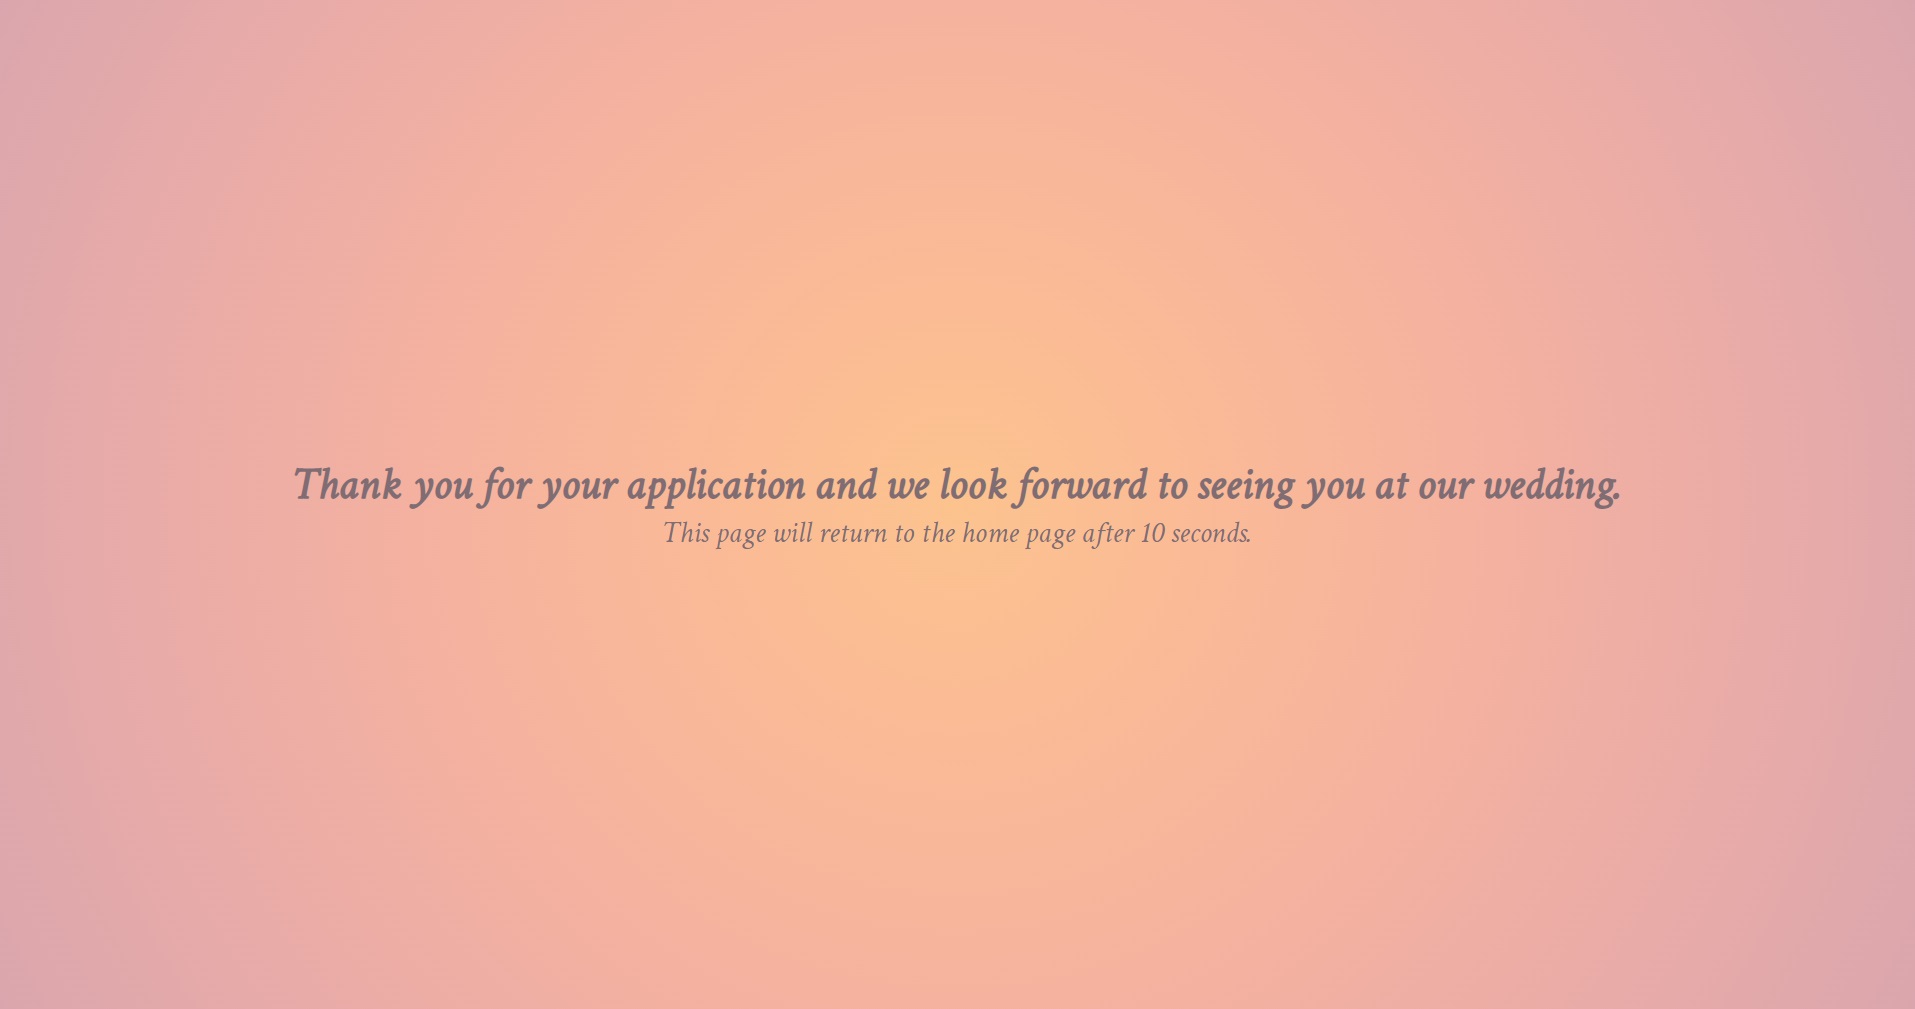 Thank you for your application and we look forward to seeing you at our wedding.
This page will return to the home page after 10 seconds.